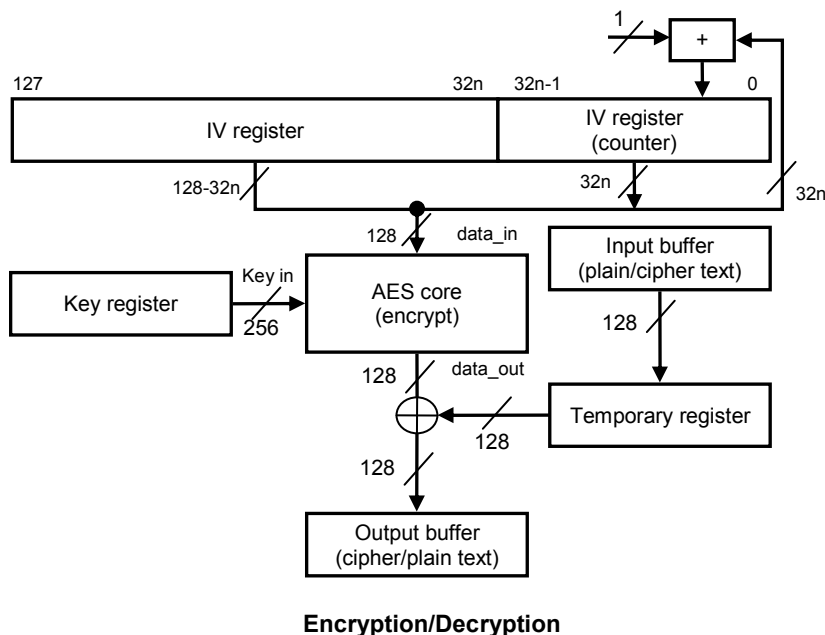 1
+
127
32n
32n-1
0
IV register
IV register
(counter)
128-32n
32n
32n
128
data_in
Input buffer
(plain/cipher text)
Key register
Key in
256
AES core
(encrypt)
128
128
data_out
Temporary register
128
128
Output buffer
(cipher/plain text)
Encryption/Decryption